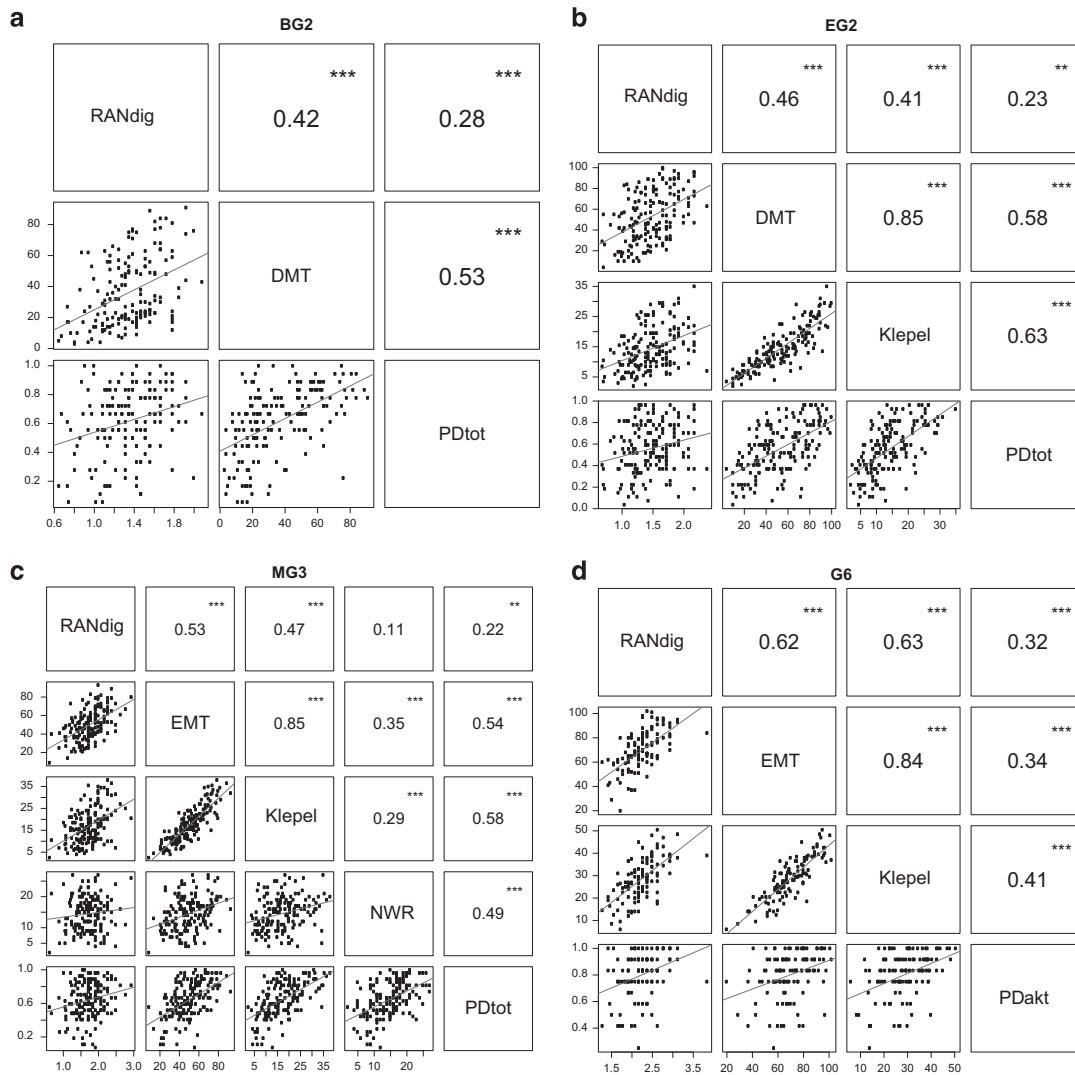 a
BG2
RANdig
***
0.42
***
0.28
80
60
40
20
0
DMT
***
0.53
1.0
0.8
0.6
0.4
0.2
PDtot
0.6 1.0 1.4 1.8
0 20 40 60 80
b
EG2
RANdig
***
0.46
***
0.41
**
0.23
100
80
60
40
20
DMT
***
0.85
***
0.58
35
25
15
5
Klepel
***
0.63
1.0
0.8
0.6
0.4
0.2
0.0
PDtot
1.0 1.5 2.0
20 40 60 80 100
5 10 20 30
c
MG3
RANdig
***
0.53
***
0.47
0.11
**
0.22
80
60
40
20
EMT
***
0.85
***
0.35
***
0.54
35
25
15
5
Klepel
***
0.29
***
0.58
20
10
5
NWR
***
0.49
1.0
0.6
0.2
PDtot
1.0 2.0 3.0
20 40 60 80
5 15 25 35
5 10 20
d
G6
RANdig
***
0.62
***
0.63
***
0.32
100
80
60
40
20
EMT
***
0.84
***
0.34
50
40
30
20
10
Klepel
***
0.41
1.0
0.8
0.6
0.4
PDakt
1.5 2.5 3.5
20 40 60 80 100
10 20 30 40 50